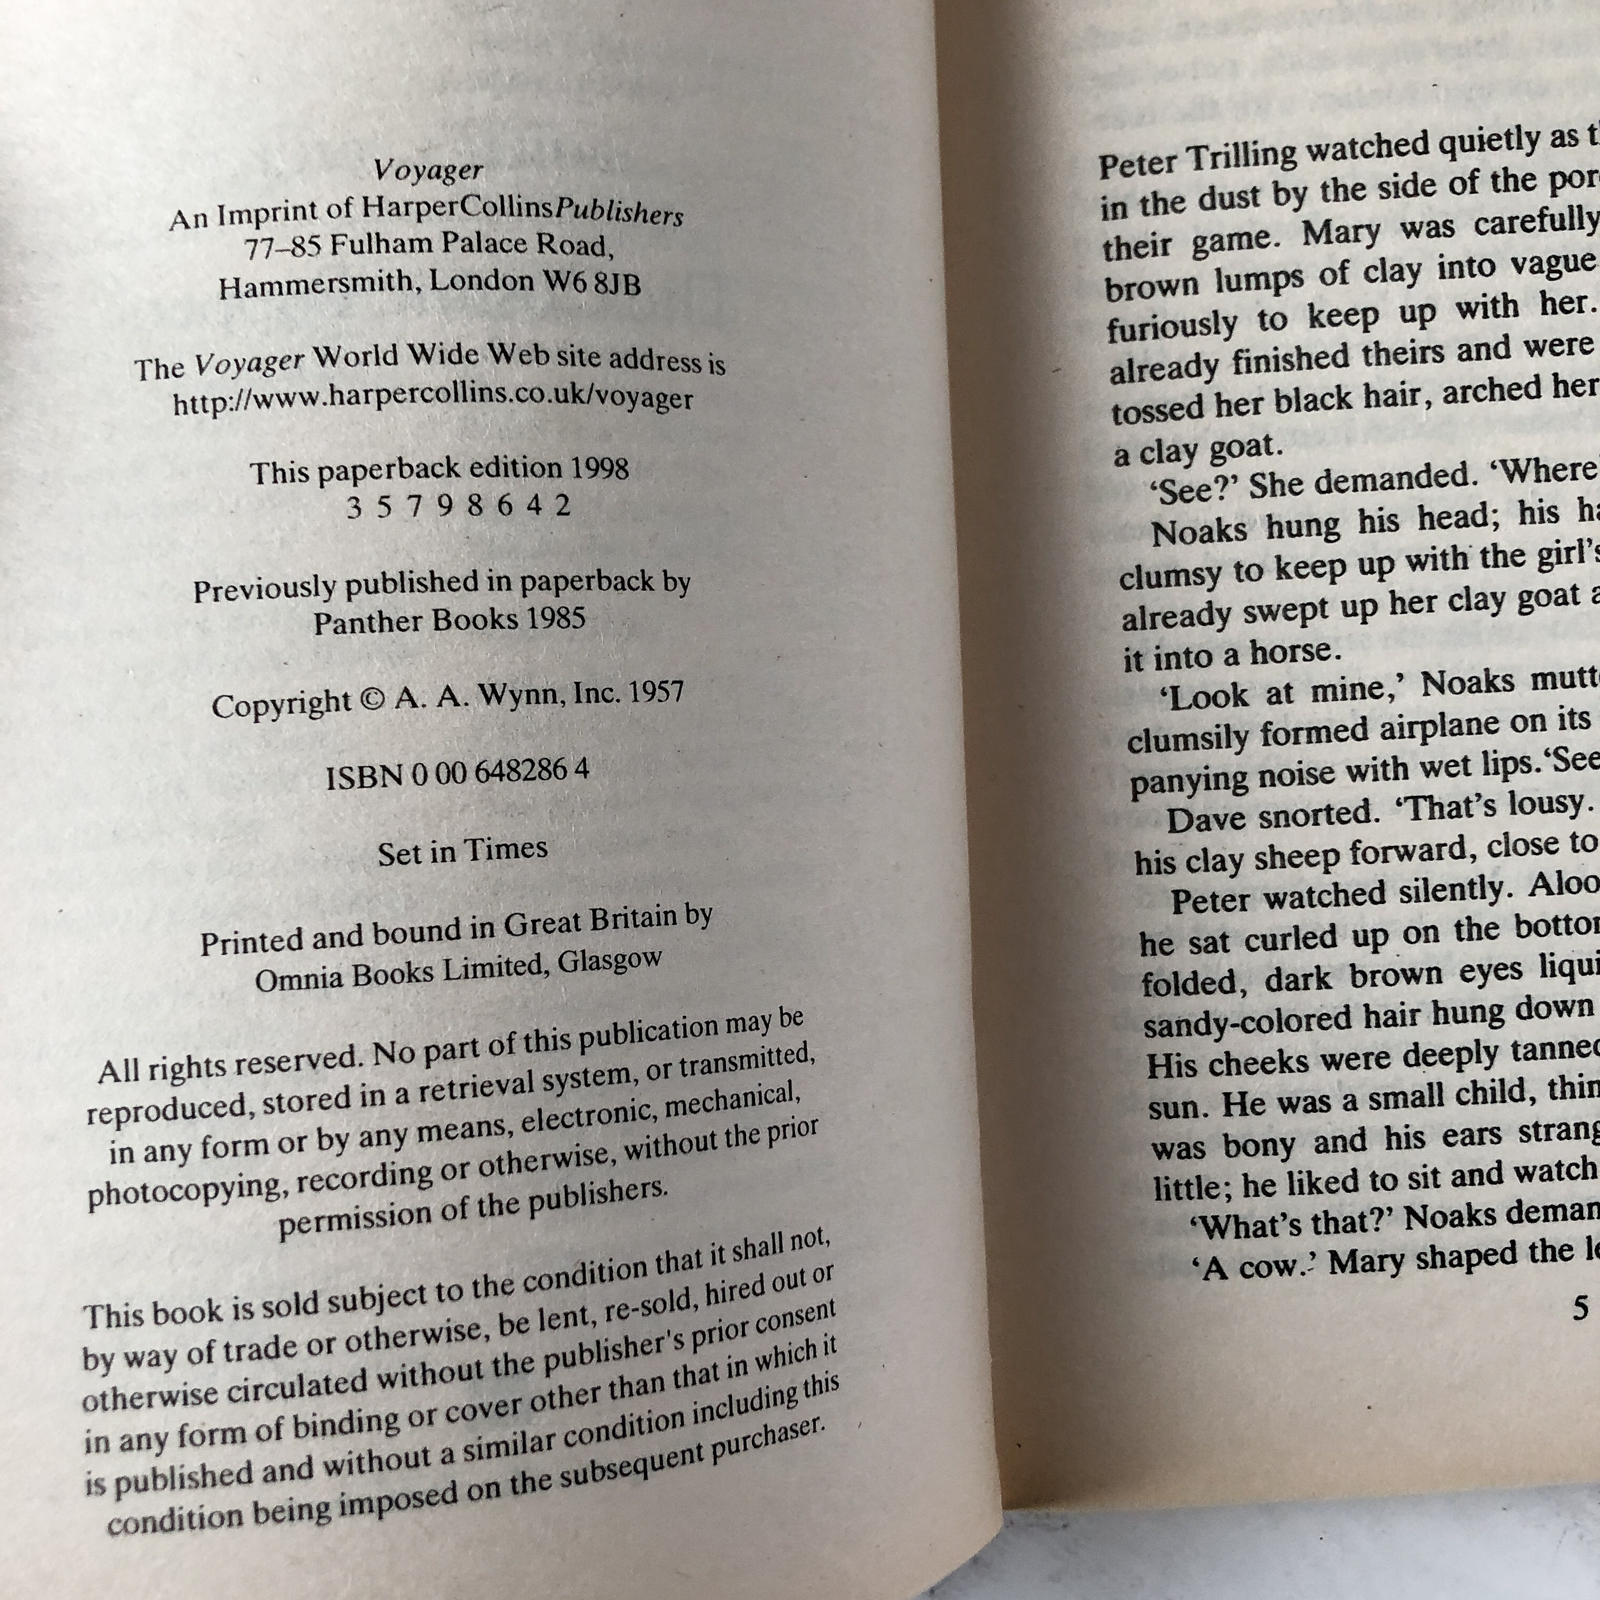 Voyager
An Imprint of HarperCollinsPublishers
77–85 Fulham Palace Road,
Hammersmith, London W6 8JB
The Voyager World Wide Web site address is
http://www.harpercollins.co.uk/voyager
This paperback edition 1998
3 5 7 9 8 6 4 2
Previously published in paperback by
Panther Books 1985
Copyright © A. A. Wynn, Inc. 1957
ISBN 0 00 648286 4
Set in Times
Printed and bound in Great Britain by
Omnia Books Limited, Glasgow
All rights reserved. No part of this publication may be
reproduced, stored in a retrieval system, or transmitted,
in any form or by any means, electronic, mechanical,
photocopying, recording or otherwise, without the prior
permission of the publishers.
This book is sold subject to the condition that it shall not,
by way of trade or otherwise, be lent, re-sold, hired out or
otherwise circulated without the publisher's prior consent
in any form of binding or cover other than that in which it
is published and without a similar condition including this
condition being imposed on the subsequent purchaser.
Peter Trilling watched quietly as
in the dust by the side of the
their game. Mary was carefully
brown lumps of clay into vague
furiously to keep up with her.
already finished theirs and were
tossed her black hair, arched her
a clay goat.
‘See?’ She demanded. ‘Where
Noaks hung his head; his
clumsy to keep up with the girl’s
already swept up her clay goat
it into a horse.
‘Look at mine,’ Noaks
clumsily formed airplane on its
panying noise with wet lips.‘See
Dave snorted. ‘That’s lousy.
his clay sheep forward, close to
Peter watched silently.
he sat curled up on the
folded, dark brown eyes
sandy-colored hair hung down
His cheeks were deeply
sun. He was a small child,
was bony and his ears
little; he liked to sit and watch
‘What’s that?’ Noaks
‘A cow.’ Mary shaped the
5